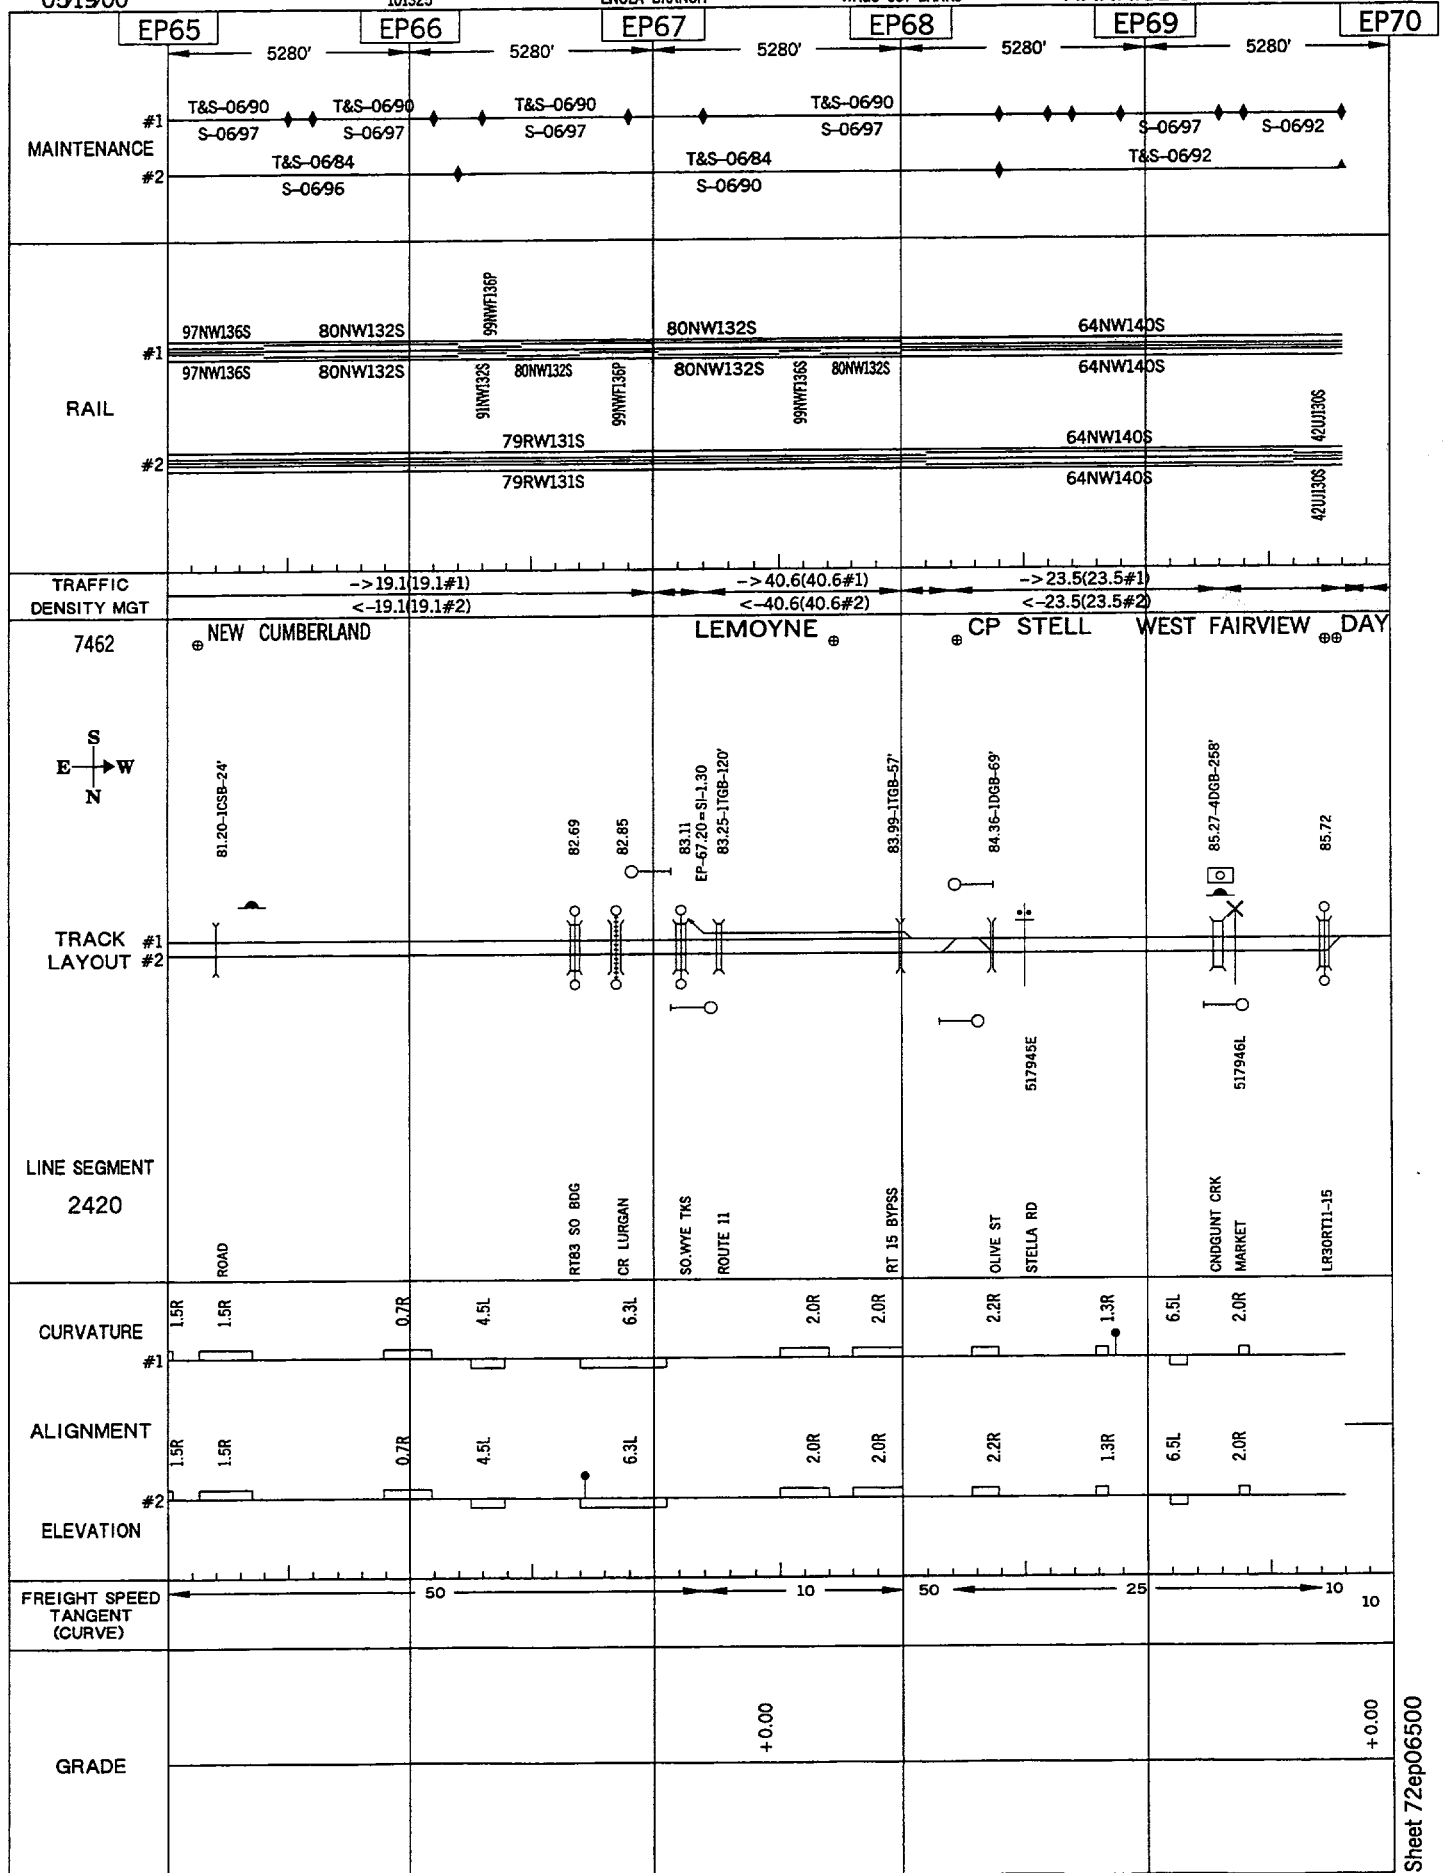 05/19/00
EP65 EP66 EP67 EP68 EP69 EP70
5280' 5280' 5280' 5280' 5280'
MAINTENANCE
#1
T&S-06/90 T&S-06/90 T&S-06/90 T&S-06/90
S-06/97 S-06/97 S-06/97 S-06/97 S-06/97 S-06/92
#2
T&S-06/84 T&S-06/84 T&S-06/92
S-06/96 S-06/90
RAIL
99NWF136P
97NW136S 80NW132S 80NW132S 64NW140S
#1
97NW136S 80NW132S 91NW132S 80NW132S 99NWF136P 80NW132S 99NWF136S 80NW132S 64NW140S
79RW131S 64NW140S 42UJ130S
#2
79RW131S 64NW140S 42UJ130S
TRAFFIC
DENSITY MGT
->19.1(19.1#1) ->40.6(40.6#1) ->23.5(23.5#1)
<-19.1(19.1#2) <-40.6(40.6#2) <-23.5(23.5#2)
7462
NEW CUMBERLAND LEMOYNE CP STELL WEST FAIRVIEW DAY
S
E W
N
81.20-1CSB-24'
82.69
82.85
83.11
EP-67.20=SI-1.30
83.25-1TGB-120'
83.99-1TGB-57'
84.36-1DGB-69'
85.27-4DGB-258'
85.72
TRACK #1
LAYOUT #2
517945E
517946L
LINE SEGMENT
2420
ROAD
RT83 SO BDG
CR LURGAN
SO.WYE TKS
ROUTE 11
RT 15 BYPSS
OLIVE ST
STELLA RD
CNDGUNT CRK
MARKET
LR30RT11-15
CURVATURE
#1
1.5R 1.5R 0.7R 4.5L 6.3L 2.0R 2.0R 2.2R 1.3R 6.5L 2.0R
ALIGNMENT
1.5R 1.5R 0.7R 4.5L 6.3L 2.0R 2.0R 2.2R 1.3R 6.5L 2.0R
#2
ELEVATION
FREIGHT SPEED
TANGENT
(CURVE)
50 10 50 25 10 10
GRADE
+0.00 +0.00
Sheet 72ep06500